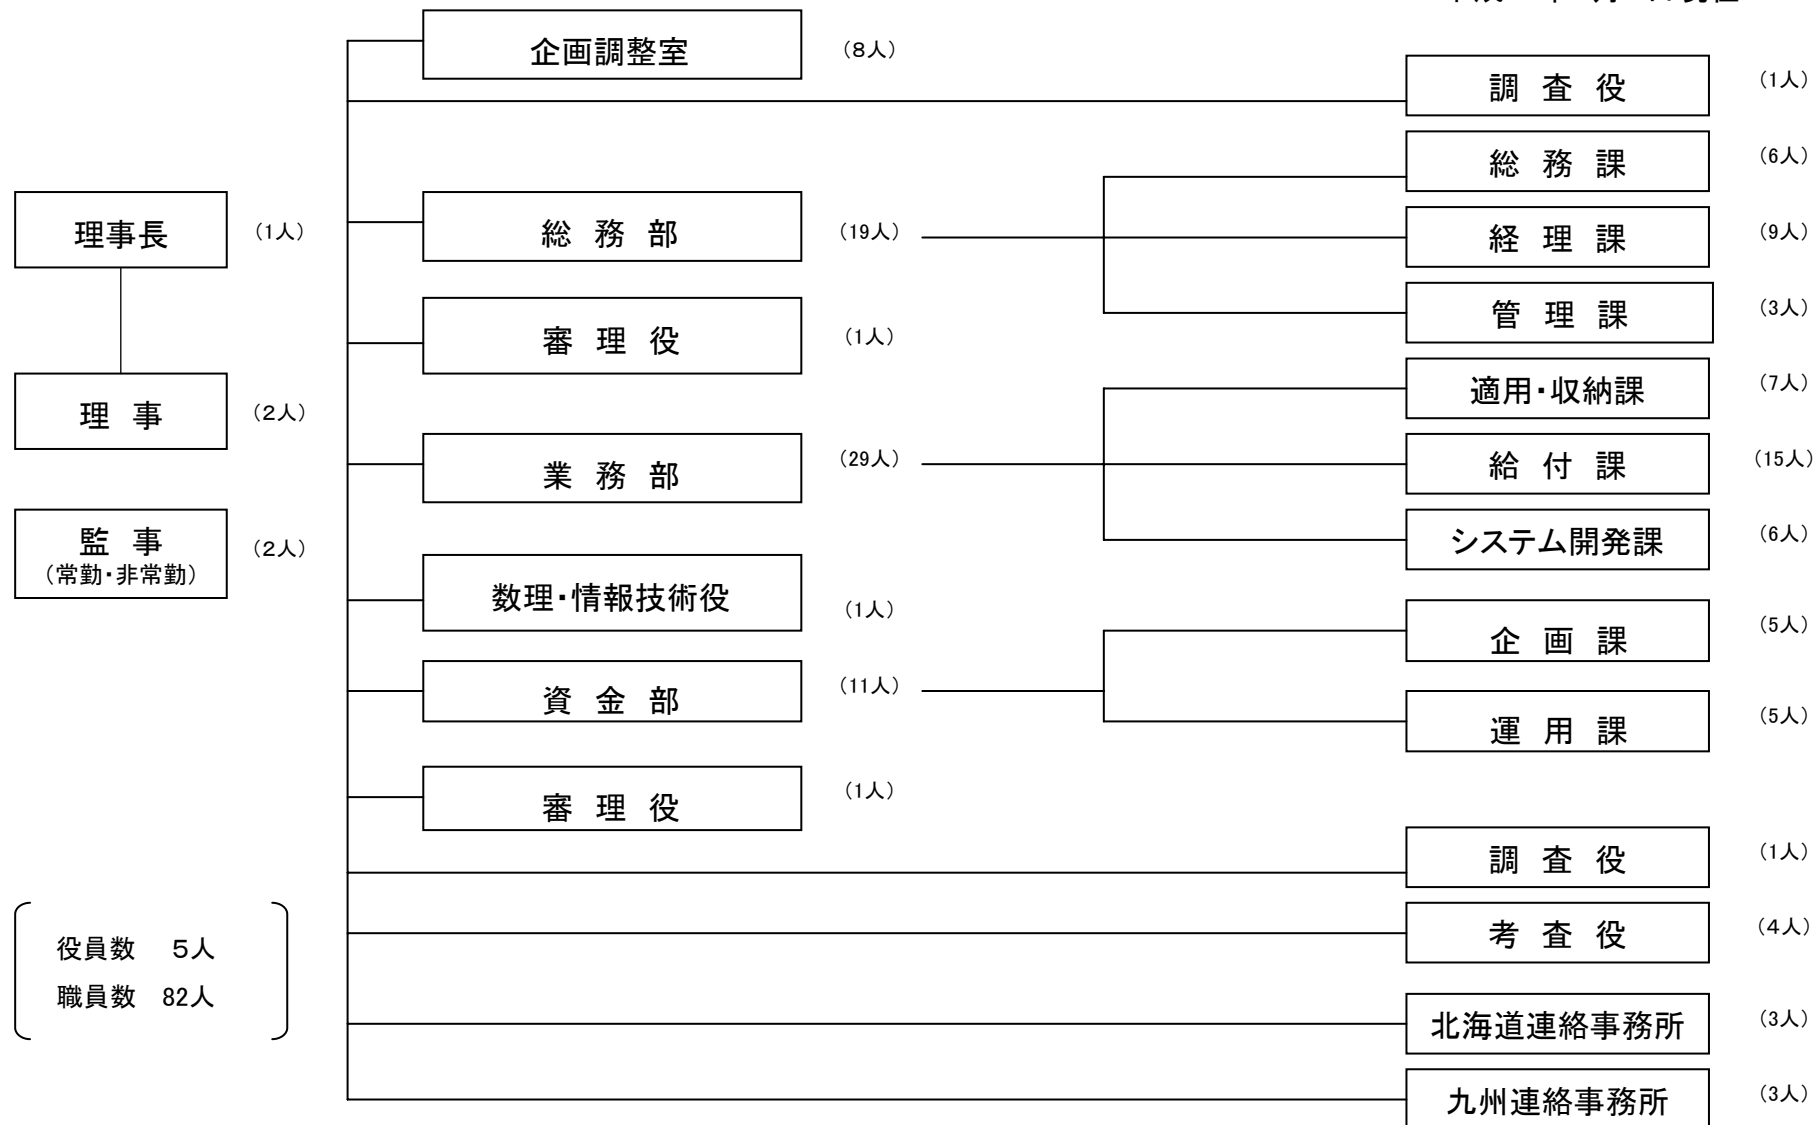 企画調整室 （8人）
調 査 役 （1人）
総 務 課 （6人）
理事長 （1人）
総 務 部 （19人）
経 理 課 （9人）
審 理 役 （1人）
管 理 課 （3人）
理 事 （2人）
適用・収納課 （7人）
業 務 部 （29人）
給 付 課 （15人）
監 事 （2人）
（常勤・非常勤）
システム開発課 （6人）
数理・情報技術役 （1人）
企 画 課 （5人）
資 金 部 （11人）
運 用 課 （5人）
審 理 役 （1人）
調 査 役 （1人）
役員数 5人
職員数 82人
考 査 役 （4人）
北海道連絡事務所 （3人）
九州連絡事務所 （3人）